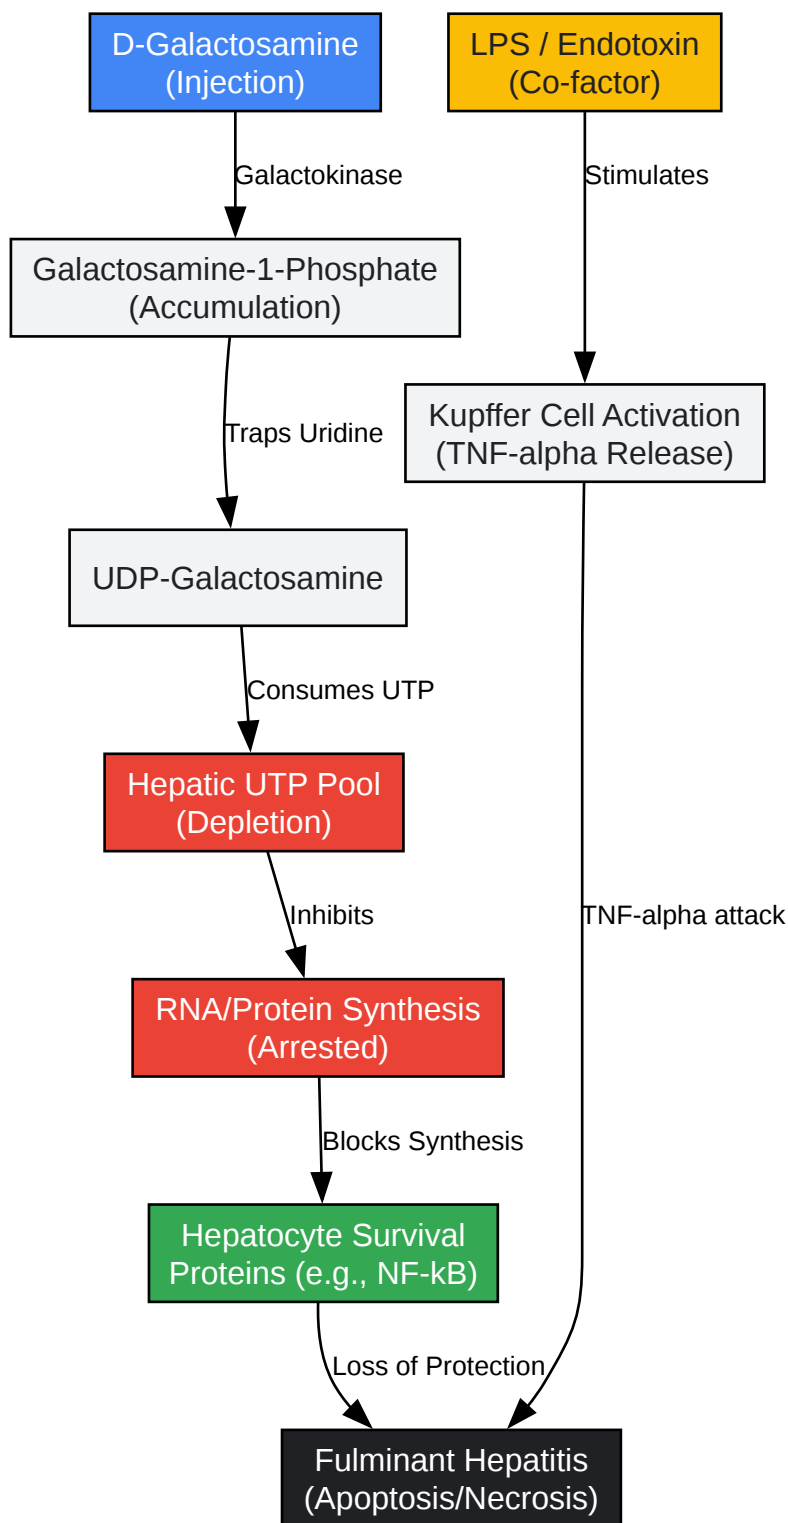 D-Galactosamine
(Injection)
LPS / Endotoxin
(Co-factor)
Galactokinase
Stimulates
Galactosamine-1-Phosphate
(Accumulation)
Kupffer Cell Activation
(TNF-alpha Release)
Traps Uridine
UDP-Galactosamine
Consumes UTP
Hepatic UTP Pool
(Depletion)
Inhibits
TNF-alpha attack
RNA/Protein Synthesis
(Arrested)
Blocks Synthesis
Hepatocyte Survival
Proteins (e.g., NF-kB)
Loss of Protection
Fulminant Hepatitis
(Apoptosis/Necrosis)